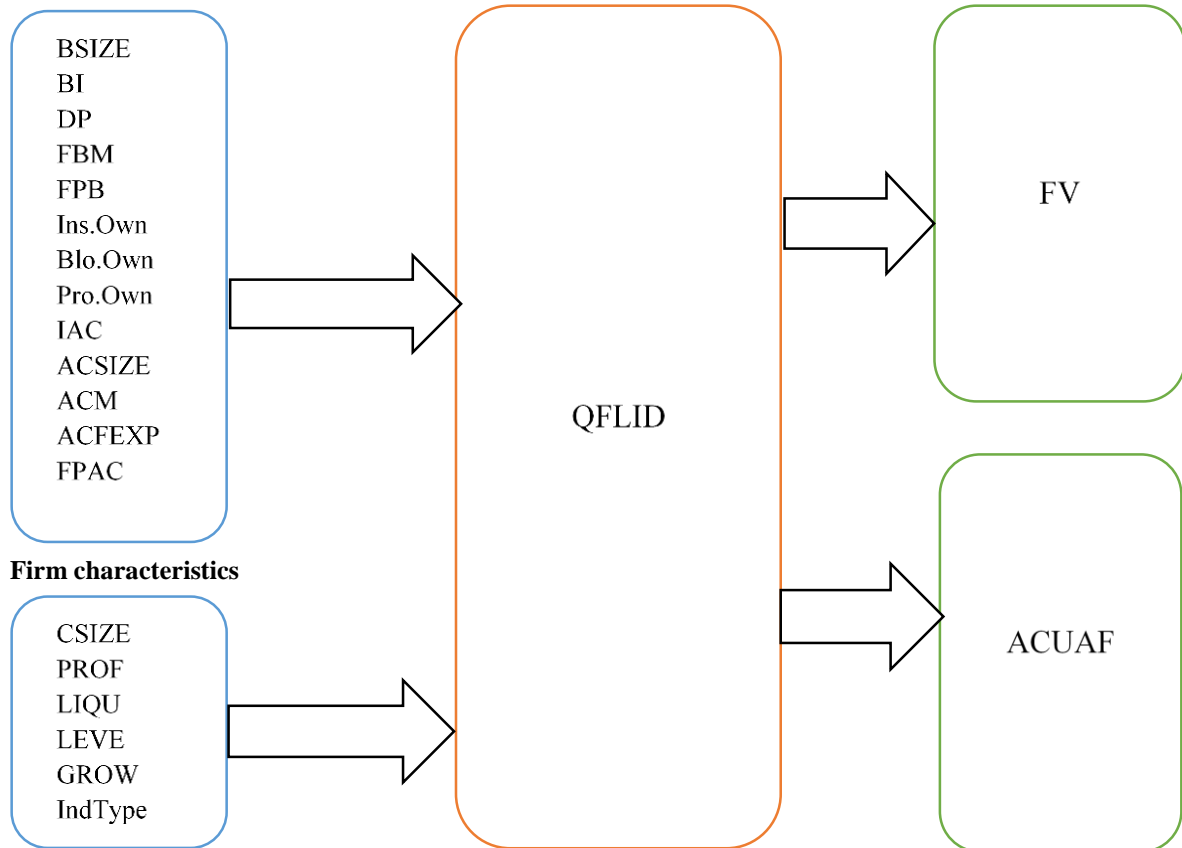 BSIZE
BI
DP
FBM
FPB
Ins.Own
Blo.Own
Pro.Own
IAC
ACSIZE
ACM
ACFEXP
FPAC
Firm characteristics
CSIZE
PROF
LIQU
LEVE
GROW
IndType
QFLID
FV
ACUAF